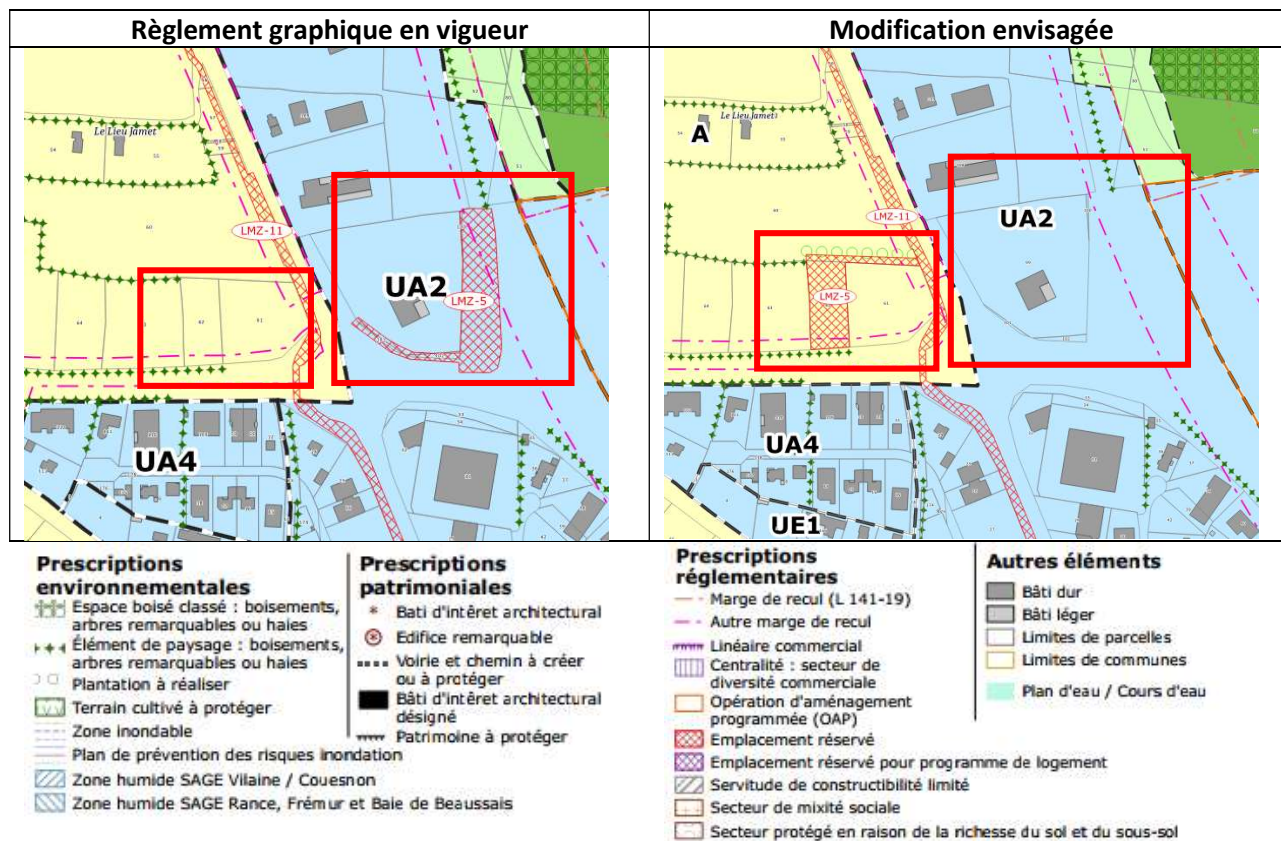 Règlement graphique en vigueur
Modification envisagée
Le Lieu Jamet
LMZ-11
UA2
LMZ-5
UA4
A
Le Lieu Jamet
LMZ-11
UA2
LMZ-5
UA4
UE1
Prescriptions
environnementales
Espace boisé classé : boisements,
arbres remarquables ou haies
Élément de paysage : boisements,
arbres remarquables ou haies
Plantation à réaliser
Terrain cultivé à protéger
Zone inondable
Plan de prévention des risques inondation
Zone humide SAGE Vilaine / Couesnon
Zone humide SAGE Rance, Frémur et Baie de Beaussais
Prescriptions
patrimoniales
Bati d'intêret architectural
Edifice remarquable
Voirie et chemin à créer
ou à protéger
Bâti d'intêret architectural
désigné
Patrimoine à protéger
Prescriptions
réglementaires
Marge de recul (L 141-19)
Autre marge de recul
Linéaire commercial
Centralité : secteur de
diversité commerciale
Opération d'aménagement
programmée (OAP)
Emplacement réservé
Emplacement réservé pour programme de logement
Servitude de constructibilité limité
Secteur de mixité sociale
Secteur protégé en raison de la richesse du sol et du sous-sol
Autres éléments
Bâti dur
Bâti léger
Limites de parcelles
Limites de communes
Plan d'eau / Cours d'eau